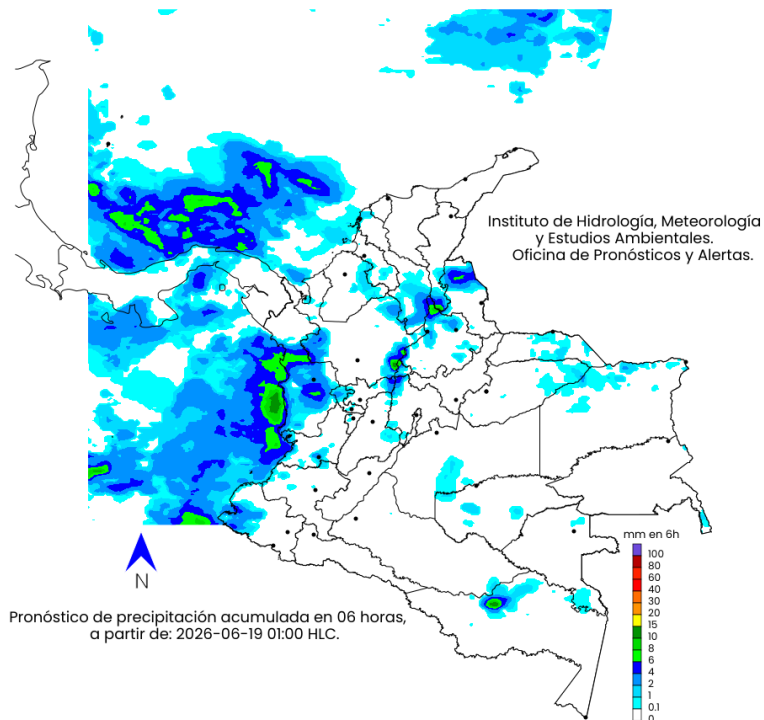 Instituto de Hidrología, Meteorología
y Estudios Ambientales.
Oficina de Pronósticos y Alertas.
N
Pronóstico de precipitación acumulada en 06 horas,
a partir de: 2026-06-19 01:00 HLC.
mm en 6h
100
80
60
40
30
20
15
10
8
6
4
2
1
0.1
0